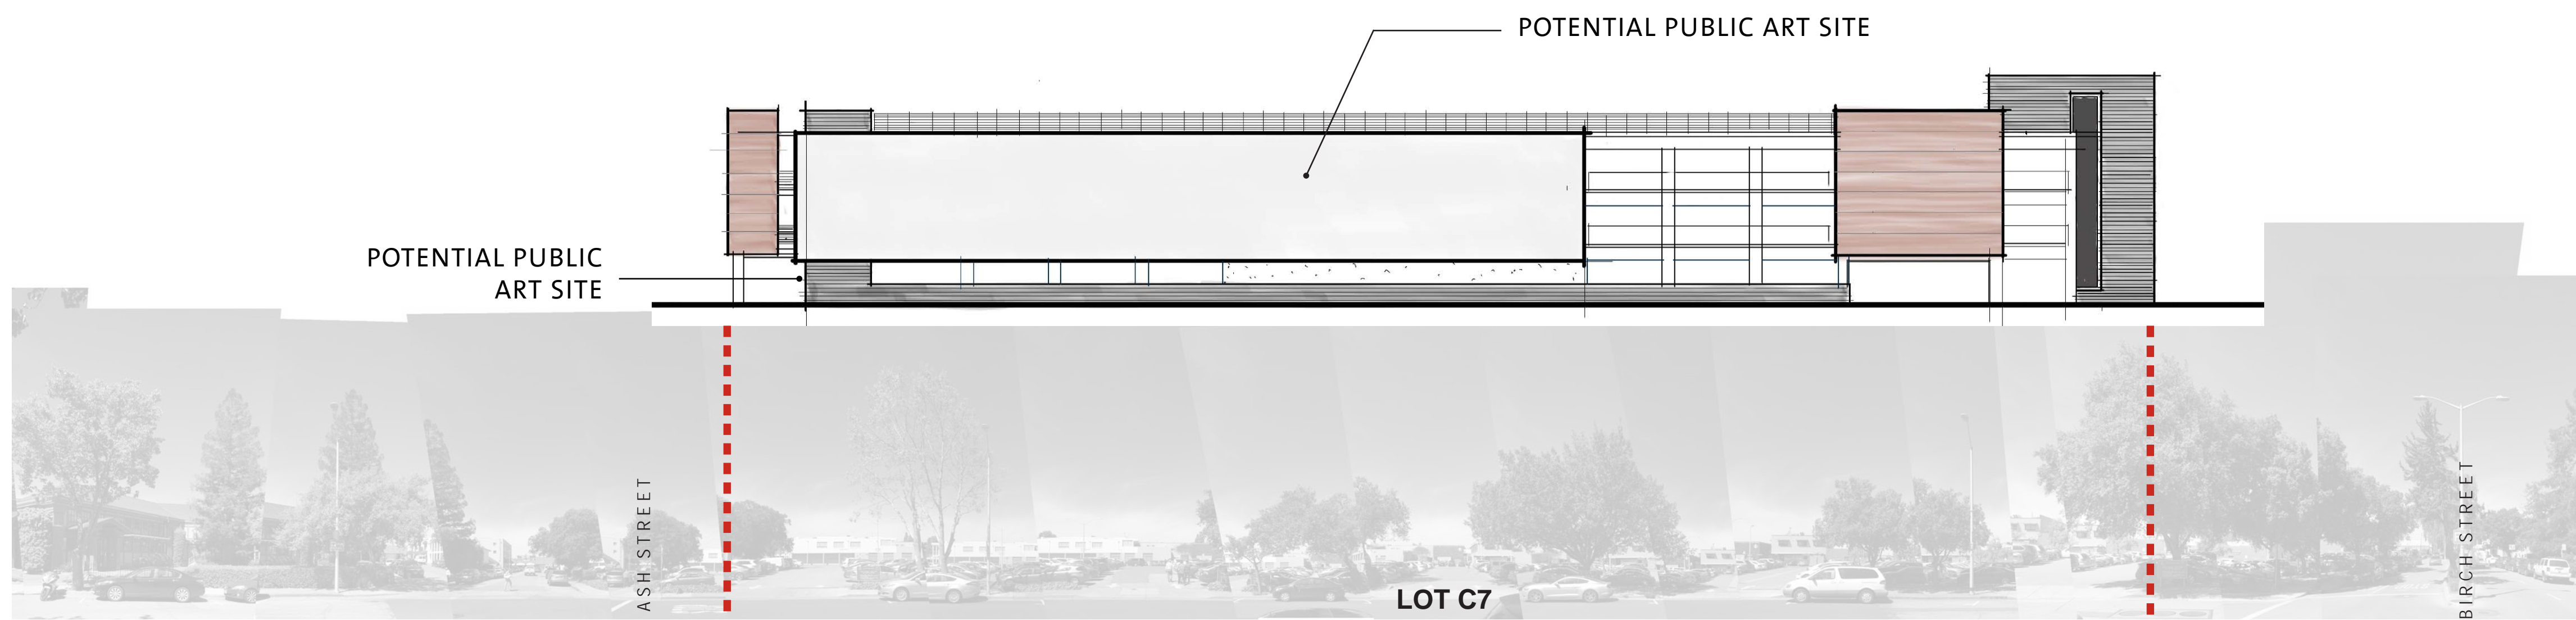 POTENTIAL PUBLIC ART SITE
POTENTIAL PUBLIC
ART SITE
ASH STREET
LOT C7
BIRCH STREET